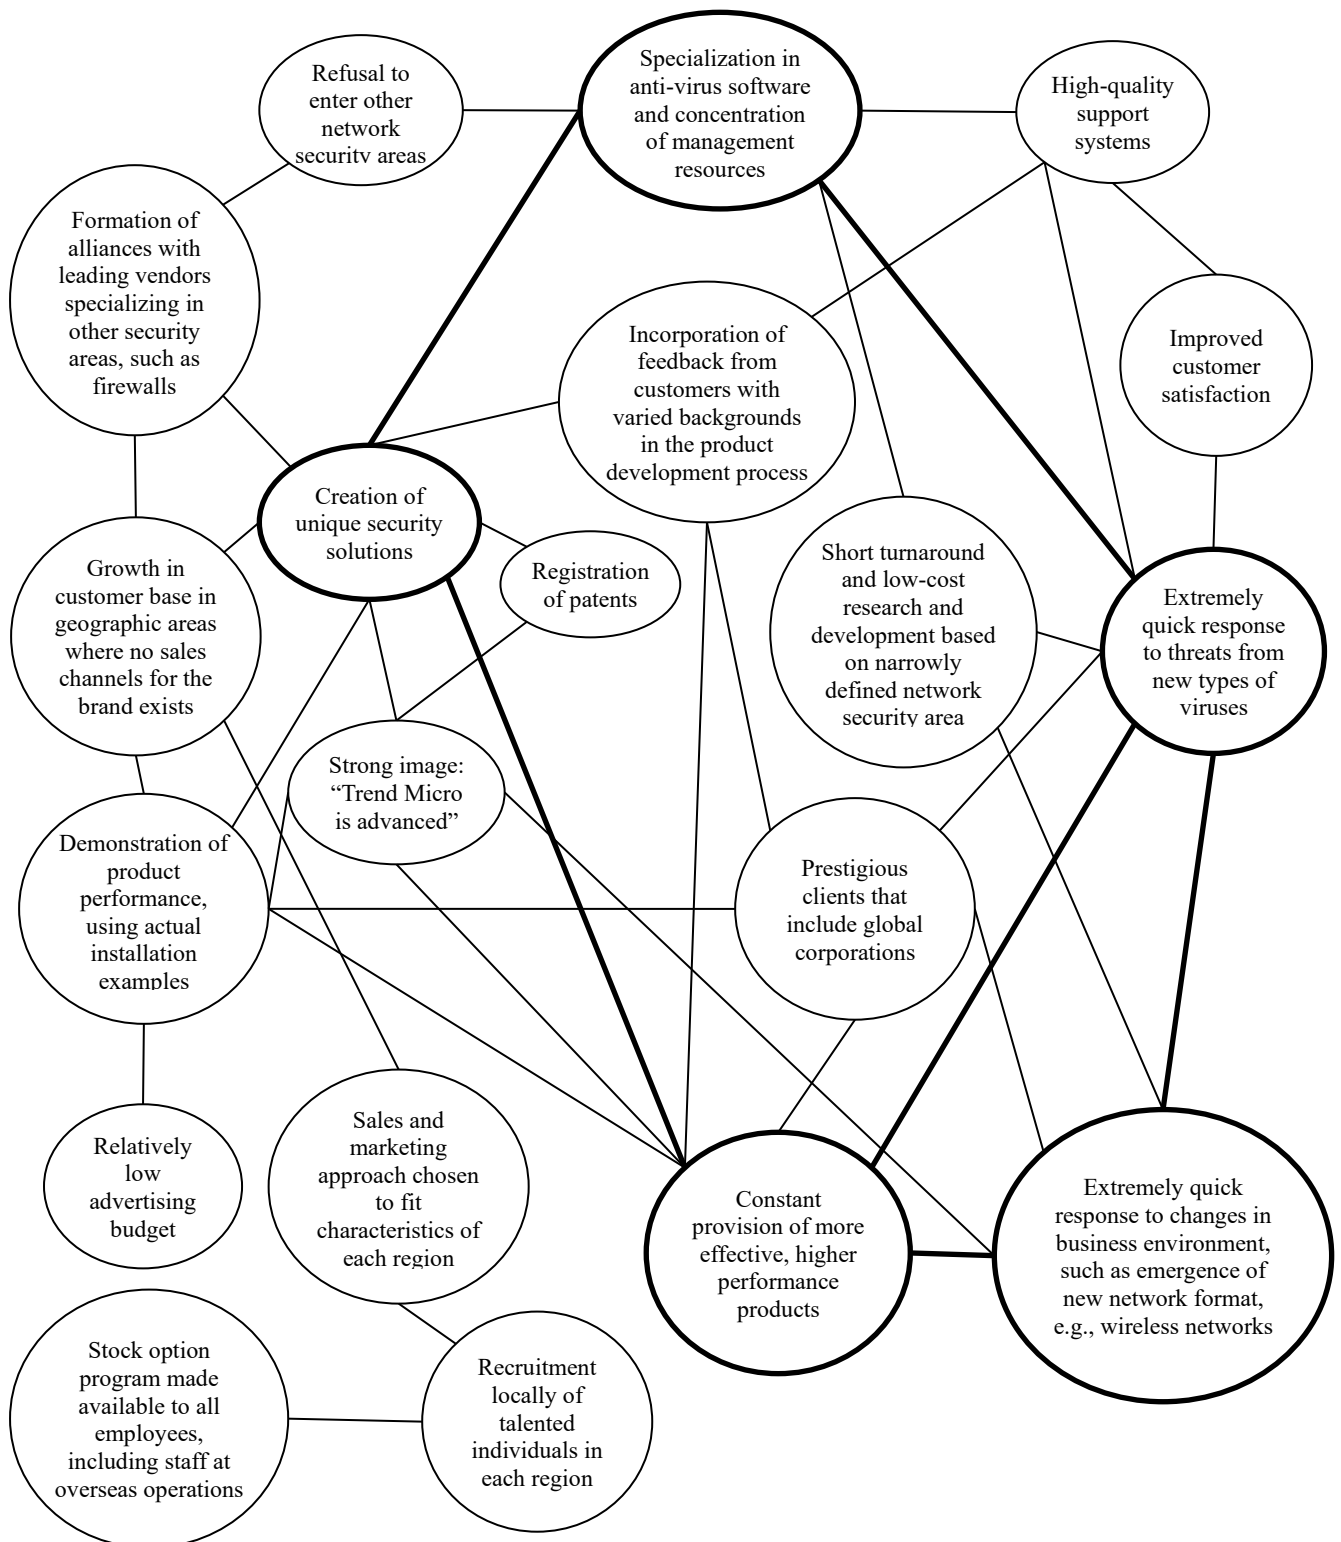 Refusal to
enter other
network
security areas
Specialization in
anti-virus software
and concentration
of management
resources
High-quality
support
systems
Formation of
alliances with
leading vendors
specializing in
other security
areas, such as
firewalls
Incorporation of
feedback from
customers with
varied backgrounds
in the product
development process
Improved
customer
satisfaction
Creation of
unique security
solutions
Registration
of patents
Short turnaround
and low-cost
research and
development based
on narrowly
defined network
security area
Extremely
quick response
to threats from
new types of
viruses
Growth in
customer base in
geographic areas
where no sales
channels for the
brand exists
Strong image:
“Trend Micro
is advanced”
Demonstration of
product
performance,
using actual
installation
examples
Prestigious
clients that
include global
corporations
Relatively
low
advertising
budget
Sales and
marketing
approach chosen
to fit
characteristics of
each region
Constant
provision of more
effective, higher
performance
products
Extremely quick
response to changes in
business environment,
such as emergence of
new network format,
e.g., wireless networks
Stock option
program made
available to all
employees,
including staff at
overseas operations
Recruitment
locally of
talented
individuals in
each region